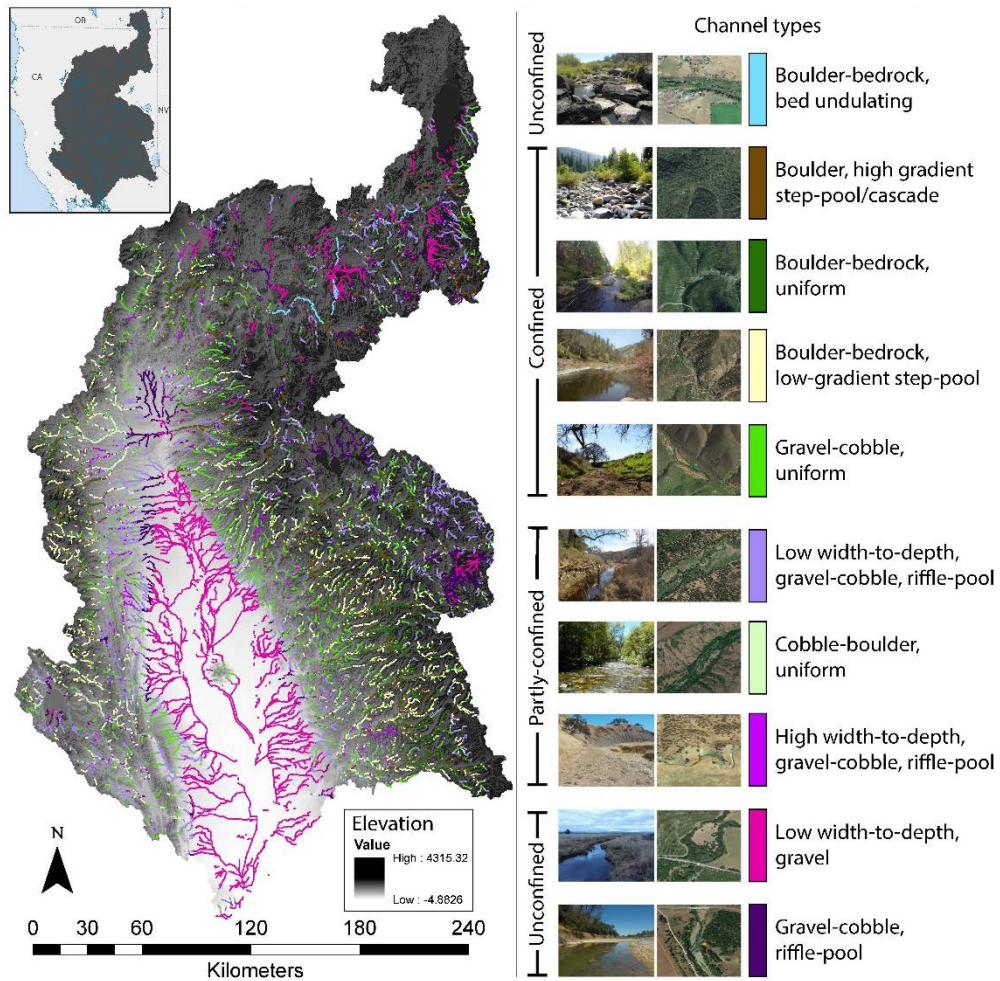 OR
CA
NV
N
Elevation
Value
High : 4315.32
Low : -4.8826
0 30 60 120 180 240
Kilometers
Channel types
Unconfined
Boulder-bedrock,
bed undulating
Confined
Boulder, high gradient
step-pool/cascade
Boulder-bedrock,
uniform
Boulder-bedrock,
low-gradient step-pool
Gravel-cobble,
uniform
Partly-confined
Low width-to-depth,
gravel-cobble, riffle-pool
Cobble-boulder,
uniform
High width-to-depth,
gravel-cobble, riffle-pool
Unconfined
Low width-to-depth,
gravel
Gravel-cobble,
riffle-pool